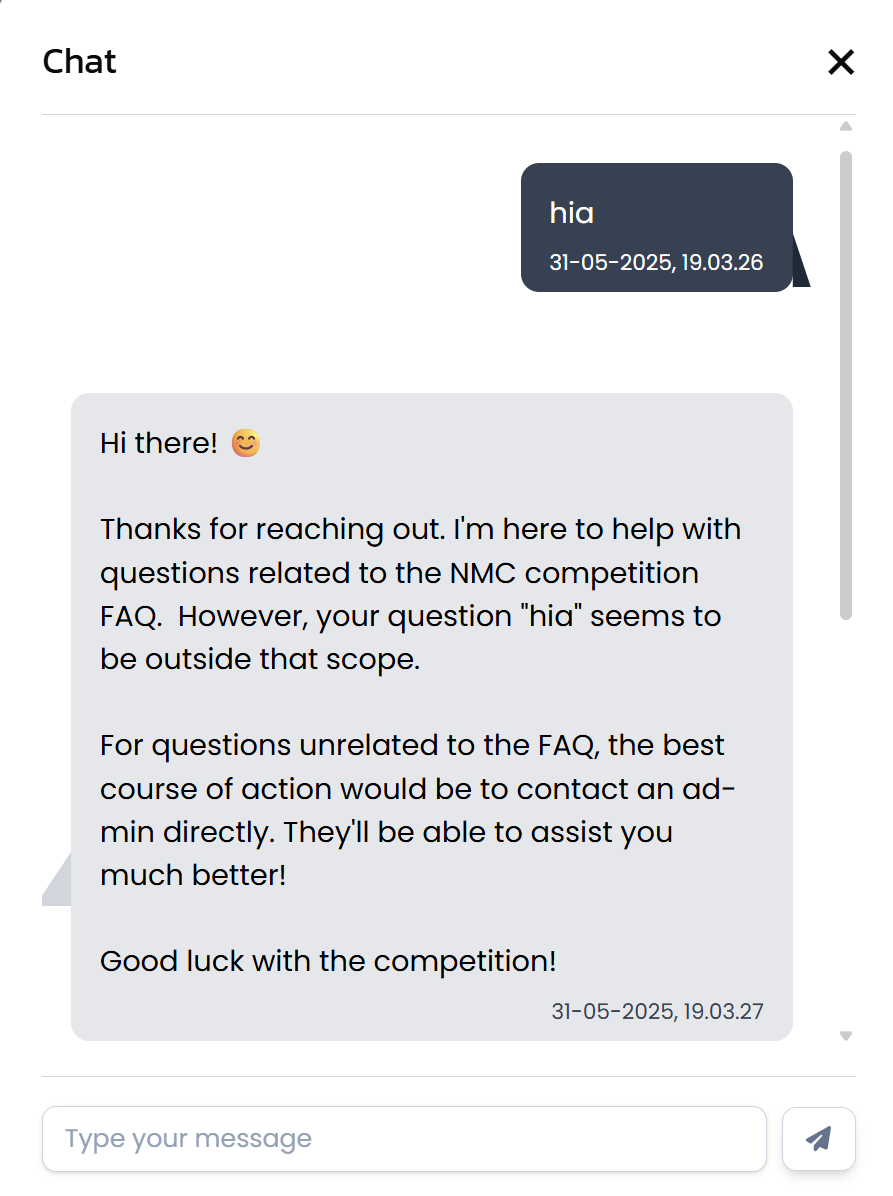 Chat
hia
31-05-2025, 19.03.26
Hi there! 😊
Thanks for reaching out. I'm here to help with
questions related to the NMC competition
FAQ.  However, your question "hia" seems to
be outside that scope.
For questions unrelated to the FAQ, the best
course of action would be to contact an ad-
min directly. They'll be able to assist you
much better!
Good luck with the competition!
31-05-2025, 19.03.27
Type your message